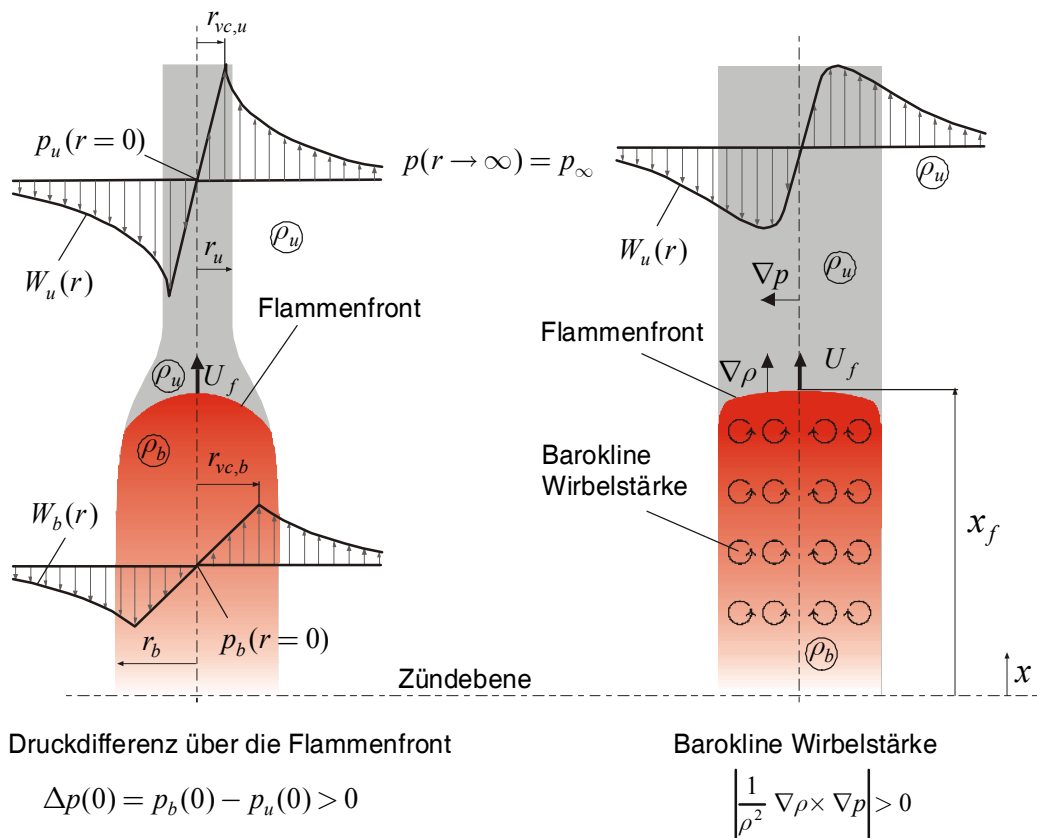 r_{vc,u}
p_u(r = 0)
p(r → ∞) = p_∞
ρ_u
ρ_u
W_u(r)
r_u
W_u(r)
ρ_u
∇p
Flammenfront
Flammenfront
ρ_u
U_f
∇ρ
U_f
ρ_b
r_{vc,b}
Barokline
Wirbelstärke
W_b(r)
x_f
r_b
p_b(r = 0)
ρ_b
Zündebene
x
Druckdifferenz über die Flammenfront
Barokline Wirbelstärke
Δp(0) = p_b(0) − p_u(0) > 0
|1/ρ² ∇ρ × ∇p| > 0